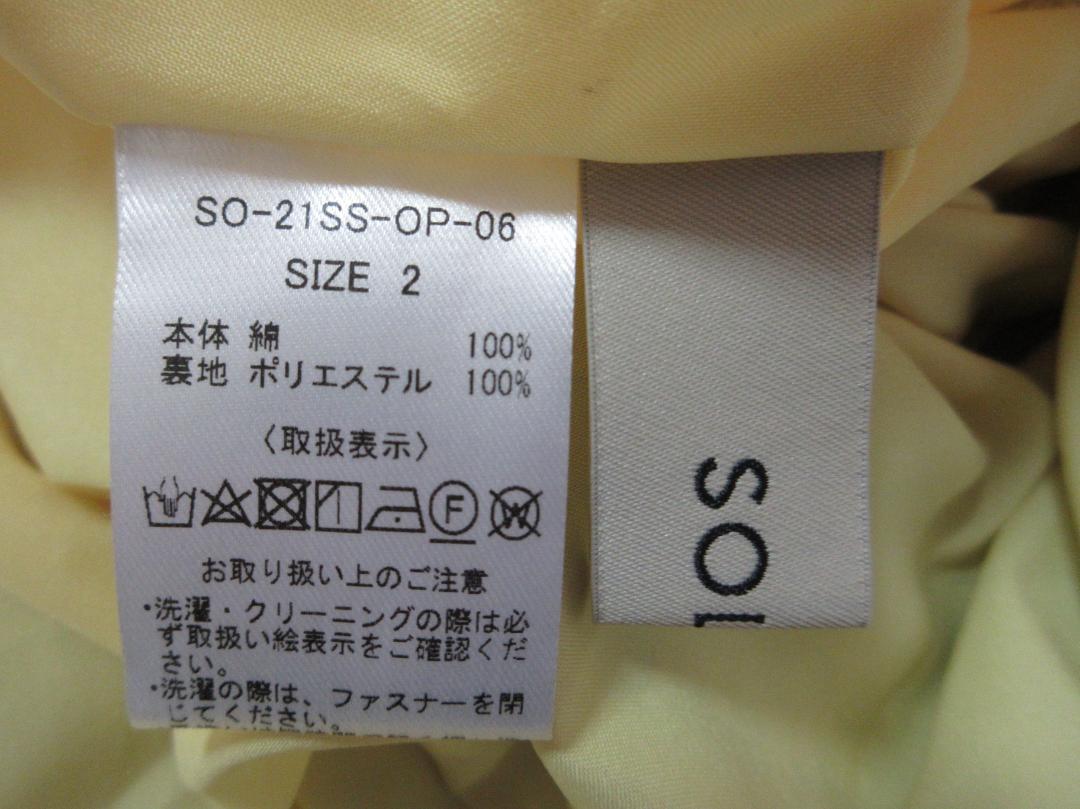 SO-21SS-OP-06
SIZE 2
本体 綿 100%
裏地 ポリエステル 100%
〈取扱表示〉
F W
お取り扱い上のご注意
・洗濯・クリーニングの際は必
ず取扱い絵表示をご確認くだ
さい。
・洗濯の際は、ファスナーを閉
じてください。
SOL